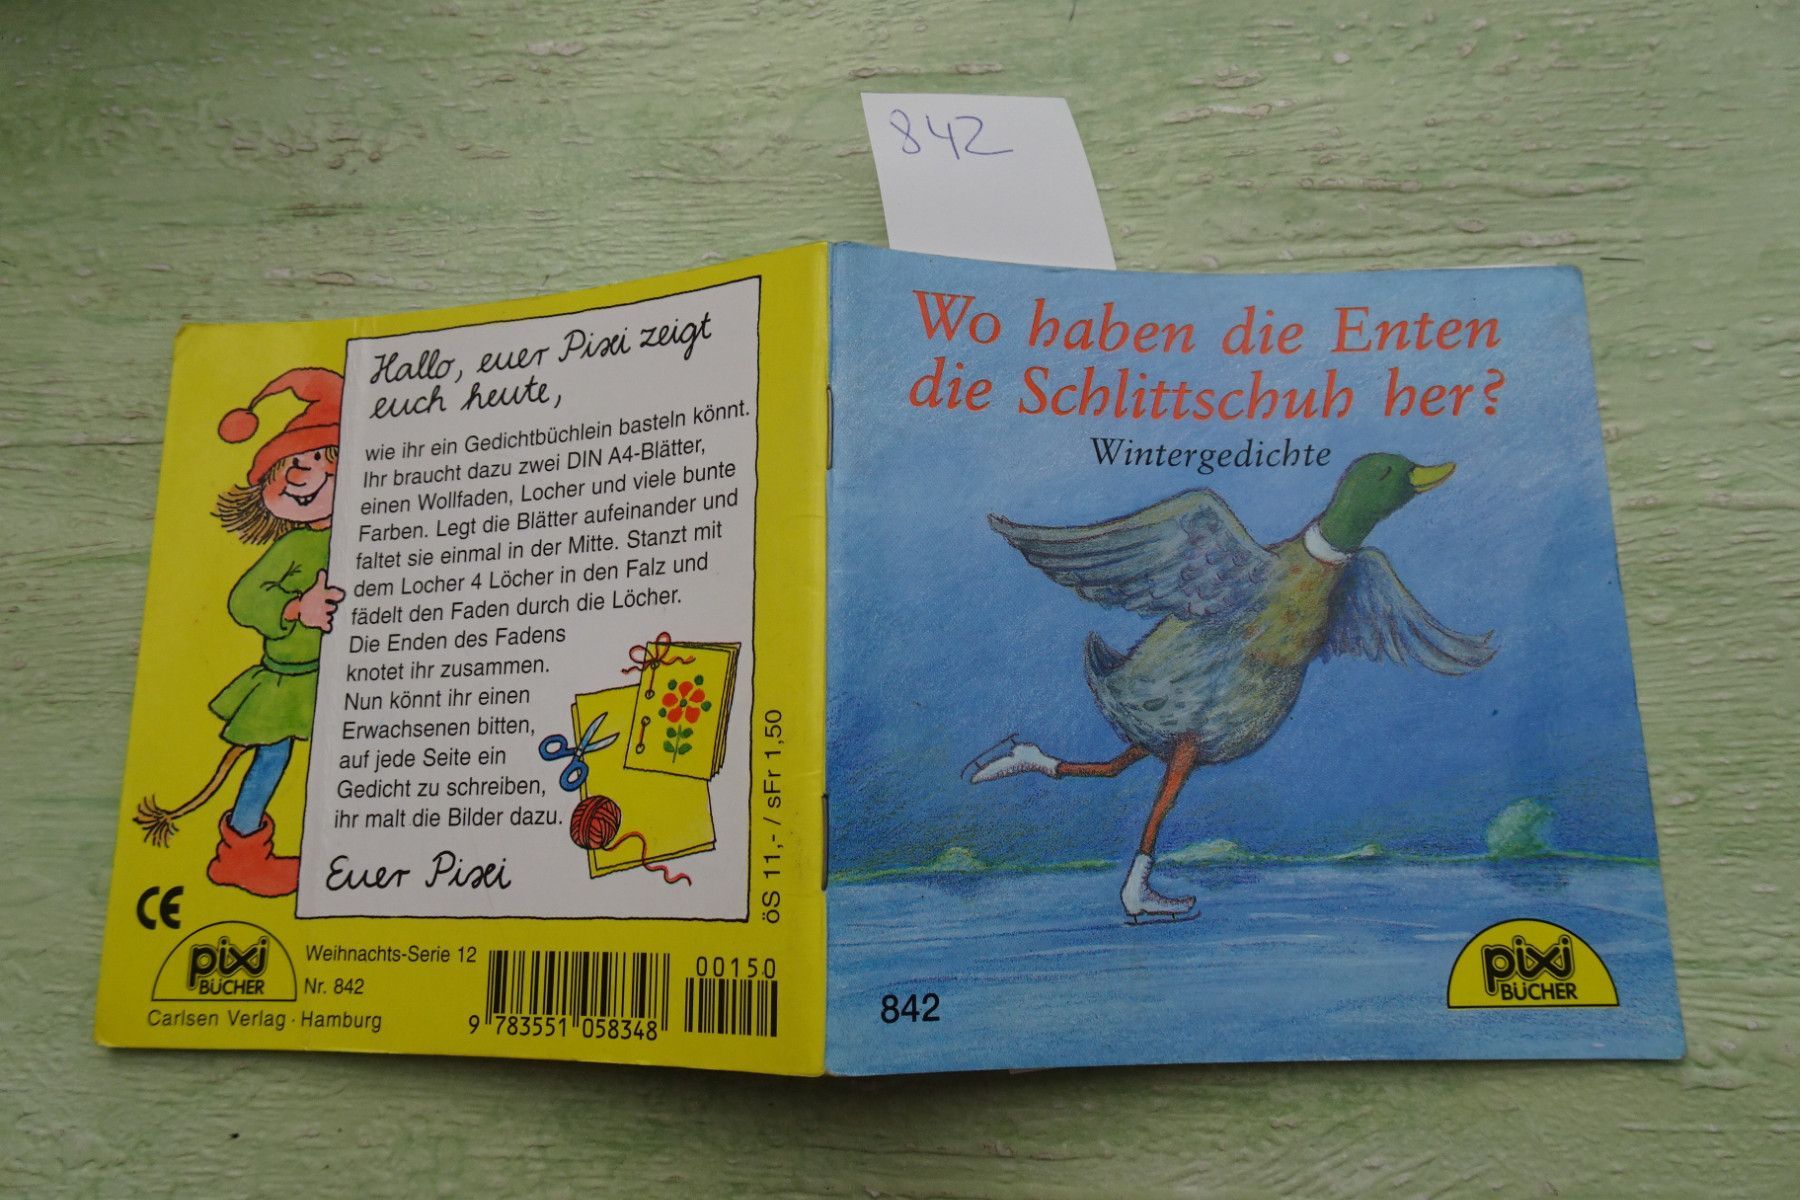 842
Hallo, euer Pixi zeigt
euch heute,
wie ihr ein Gedichtbüchlein basteln könnt.
Ihr braucht dazu zwei DIN A4-Blätter,
einen Wollfaden, Locher und viele bunte
Farben. Legt die Blätter aufeinander und
faltet sie einmal in der Mitte. Stanzt mit
dem Locher 4 Löcher in den Falz und
fädelt den Faden durch die Löcher.
Die Enden des Fadens
knotet ihr zusammen.
Nun könnt ihr einen
Erwachsenen bitten,
auf jede Seite ein
Gedicht zu schreiben,
ihr malt die Bilder dazu.
Euer Pixi
öS 11,- / sFr 1,50
CE
pixi
BÜCHER
Weihnachts-Serie 12
Nr. 842
Carlsen Verlag · Hamburg
9 783551 058348
00150
Wo haben die Enten
die Schlittschuh her?
Wintergedichte
842
pixi
BÜCHER